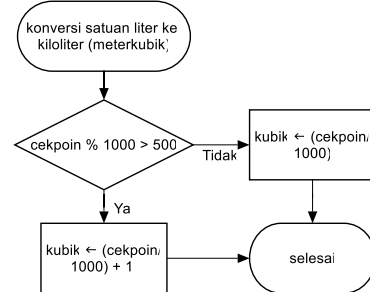 konversi satuan liter ke
kiloliter (meterkubik)
cekpoin % 1000 > 500
Tidak
kubik ← (cekpoin/
1000)
Ya
kubik ← (cekpoin/
1000) + 1
selesai